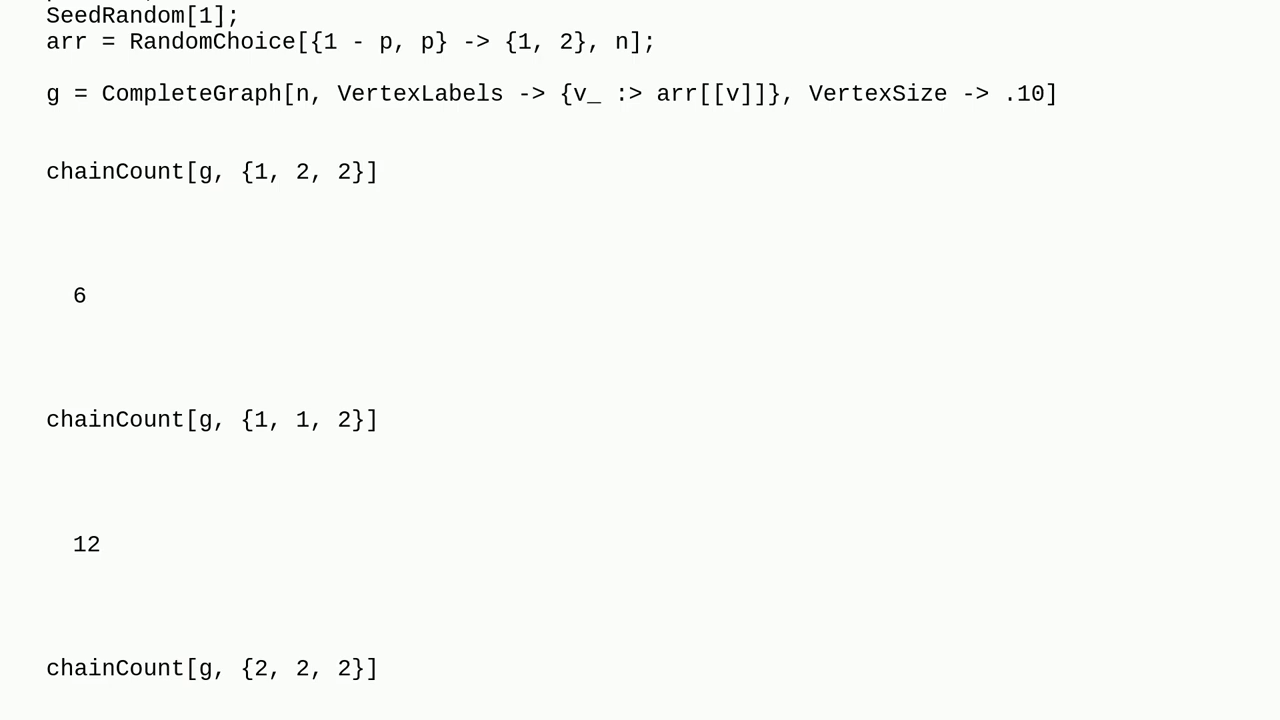 SeedRandom[1];
arr = RandomChoice[{1 - p, p} -> {1, 2}, n];
g = CompleteGraph[n, VertexLabels -> {v_ :> arr[[v]]}, VertexSize -> .10]
chainCount[g, {1, 2, 2}]
6
chainCount[g, {1, 1, 2}]
12
chainCount[g, {2, 2, 2}]